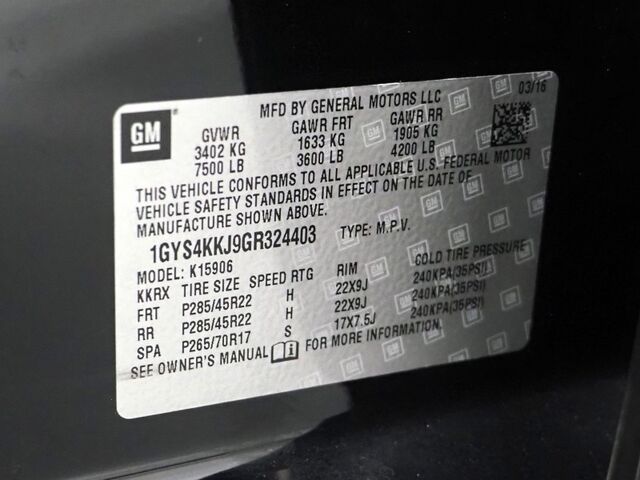 MFD BY GENERAL MOTORS LLC 03/16
GM
GVWR GAWR FRT GAWR RR
3402 KG 1633 KG 1905 KG
7500 LB 3600 LB 4200 LB
THIS VEHICLE CONFORMS TO ALL APPLICABLE U.S. FEDERAL MOTOR
VEHICLE SAFETY STANDARDS IN EFFECT ON THE DATE OF
MANUFACTURE SHOWN ABOVE.
1GYS4KKJ9GR324403 TYPE: M.P.V.
MODEL: K15906
KKRX TIRE SIZE SPEED RTG RIM COLD TIRE PRESSURE
FRT P285/45R22 H 22X9J 240KPA(35PSI)
RR P285/45R22 H 22X9J 240KPA(35PSI)
SPA P265/70R17 S 17X7.5J 240KPA(35PSI)
SEE OWNER'S MANUAL FOR MORE INFORMATION.